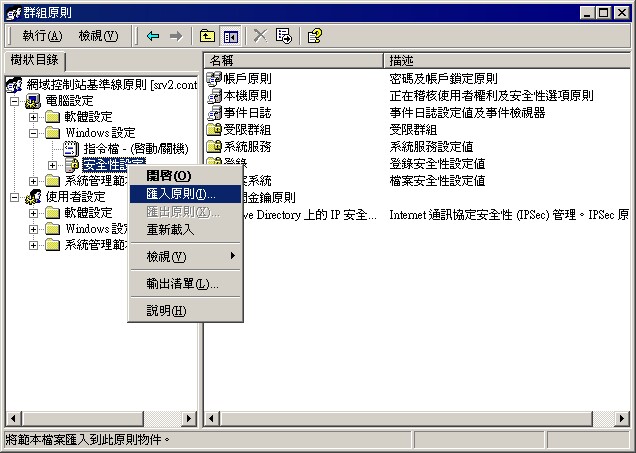 群組原則
執行(A) 檢視(V)
樹狀目錄
網域控制站基準線原則 [srv2.cont
電腦設定
軟體設定
Windows 設定
指令檔 - (啓動/關機)
安全性設定
系統管理範本
使用者設定
軟體設定
Windows 設定
系統管理範本
開啓(O)
匯入原則(I)...
匯出原則(X)...
重新載入
檢視(V)
輸出清單(L)...
說明(H)
名稱 描述
帳戶原則 密碼及帳戶鎖定原則
本機原則 正在稽核使用者權利及安全性選項原則
事件日誌 事件日誌設定值及事件檢視器
受限群組 受限群組
系統服務 系統服務設定值
登錄 登錄安全性設定值
案系統 檔案安全性設定值
開金鑰原則
ve Directory 上的 IP 安全... Internet 通訊協定安全性 (IPSec) 管理。IPSec 原
將範本檔案匯入到此原則物件。